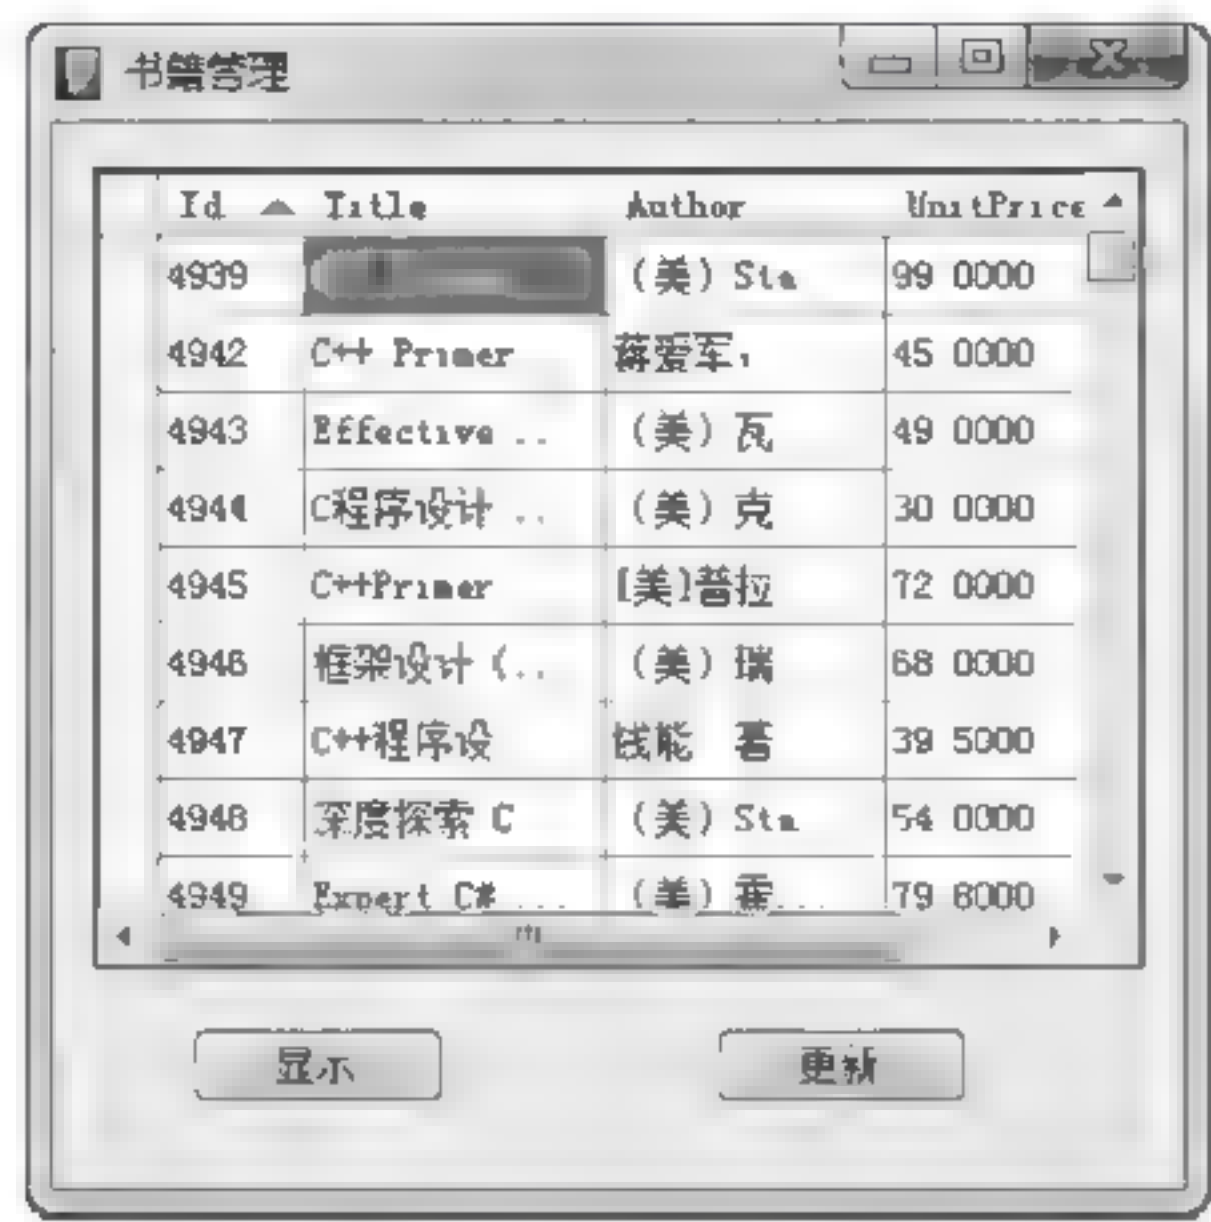 书籍管理
Id Title Author UnitPrice
4939 (美) Sta 99 0000
4942 C++ Primer 蒋爱军, 45 0000
4943 Effective .. (美) 瓦 49 0000
4944 C程序设计 .. (美) 克 30 0000
4945 C++Primer [美]普拉 72 0000
4946 框架设计 (.. (美) 瑞 68 0000
4947 C++程序设 钱能 著 39 5000
4948 深度探索 C (美) Sta 54 0000
4949 Expert C# ... (美) 霍... 79 8000
显示 更新